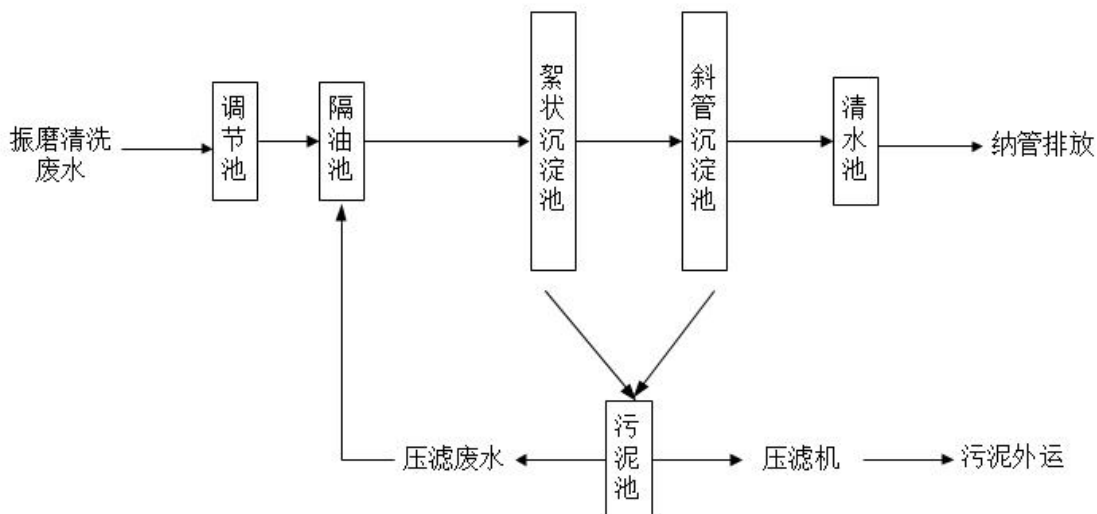 振磨清洗
废水
调节池
隔油池
絮状沉淀池
斜管沉淀池
清水池
纳管排放
压滤废水
污泥池
压滤机
污泥外运